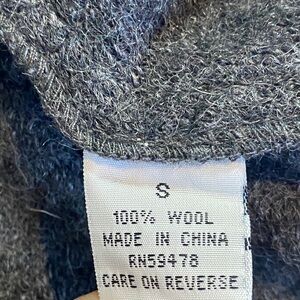 S
100% WOOL
MADE IN CHINA
RN59478
CARE ON REVERSE